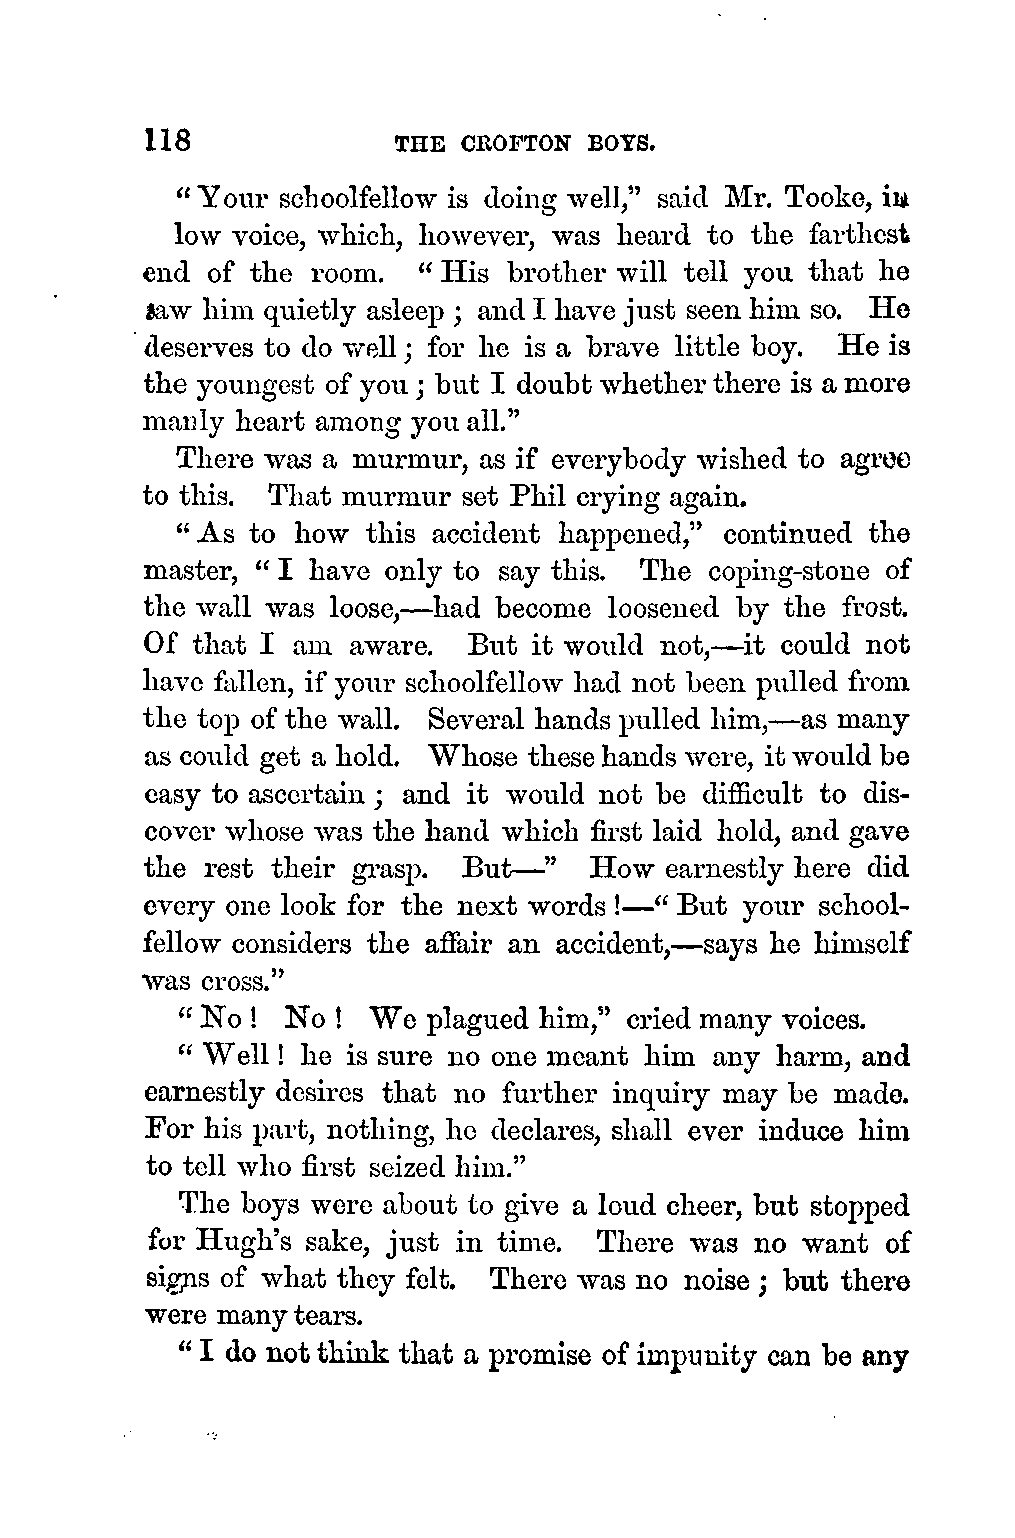 118 THE CROFTON BOYS.
“Your schoolfellow is doing well,” said Mr. Tooke, in
low voice, which, however, was heard to the farthest
end of the room. “His brother will tell you that he
saw him quietly asleep; and I have just seen him so. He
deserves to do well; for he is a brave little boy. He is
the youngest of you; but I doubt whether there is a more
manly heart among you all.”
There was a murmur, as if everybody wished to agree
to this. That murmur set Phil crying again.
“As to how this accident happened,” continued the
master, “I have only to say this. The coping-stone of
the wall was loose,—had become loosened by the frost.
Of that I am aware. But it would not,—it could not
have fallen, if your schoolfellow had not been pulled from
the top of the wall. Several hands pulled him,—as many
as could get a hold. Whose these hands were, it would be
easy to ascertain; and it would not be difficult to dis-
cover whose was the hand which first laid hold, and gave
the rest their grasp. But—” How earnestly here did
every one look for the next words!—“But your school-
fellow considers the affair an accident,—says he himself
was cross.”
“No! No! We plagued him,” cried many voices.
“Well! he is sure no one meant him any harm, and
earnestly desires that no further inquiry may be made.
For his part, nothing, he declares, shall ever induce him
to tell who first seized him.”
The boys were about to give a loud cheer, but stopped
for Hugh’s sake, just in time. There was no want of
signs of what they felt. There was no noise; but there
were many tears.
“I do not think that a promise of impunity can be any